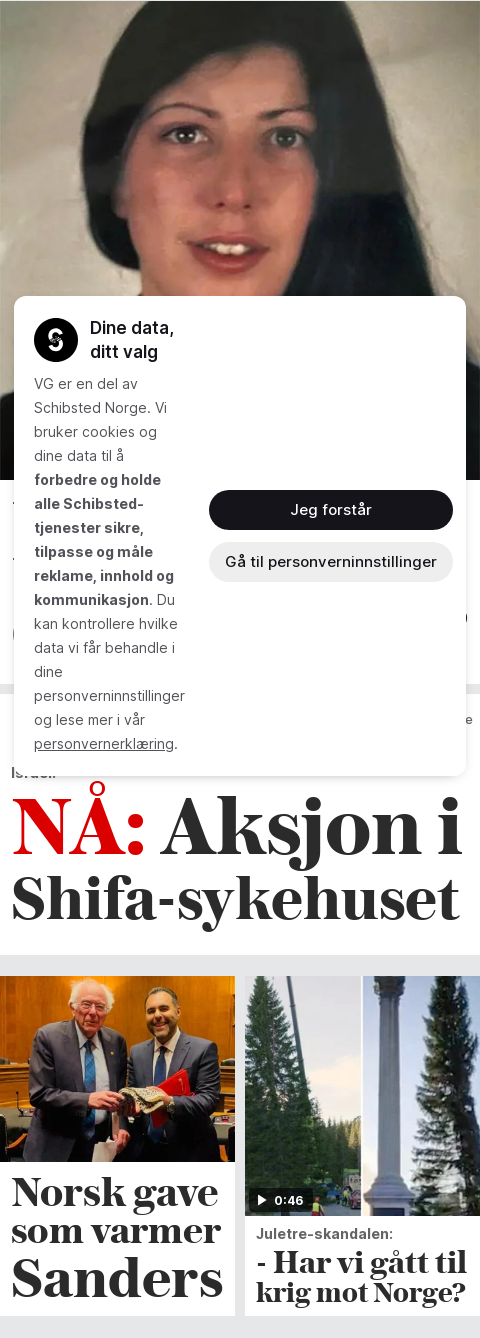 Dine data,
ditt valg
VG er en del av
Schibsted Norge. Vi
bruker cookies og
dine data til å
forbedre og holde
alle Schibsted-
tjenester sikre,
tilpasse og måle
reklame, innhold og
kommunikasjon. Du
kan kontrollere hvilke
data vi får behandle i
dine
personverninnstillinger
og lese mer i vår
personvernerklæring.
Jeg forstår
Gå til personverninnstillinger
NÅ: Aksjon i
Shifa-sykehuset
Norsk gave
som varmer
Sanders
0:46
Juletre-skandalen:
- Har vi gått til
krig mot Norge?